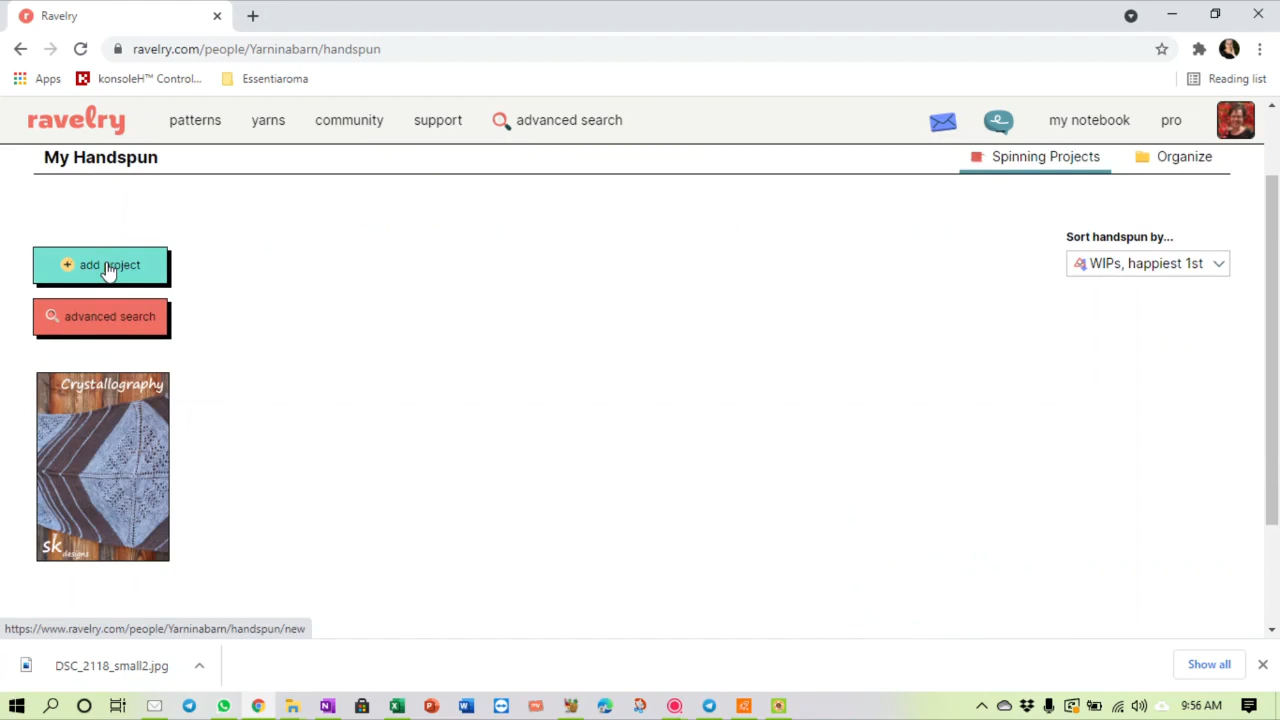 Ravelry
ravelry.com/people/Yarninabarn/handspun
Apps
konsoleH™ Control...
Essentiaroma
Reading list
ravelry
patterns
yarns
community
support
advanced search
my notebook
pro
My Handspun
Spinning Projects
Organize
add project
Sort handspun by...
WIPs, happiest 1st
advanced search
Crystallography
sk designs
https://www.ravelry.com/people/Yarninabarn/handspun/new
DSC_2118_small2.jpg
Show all
9:56 AM